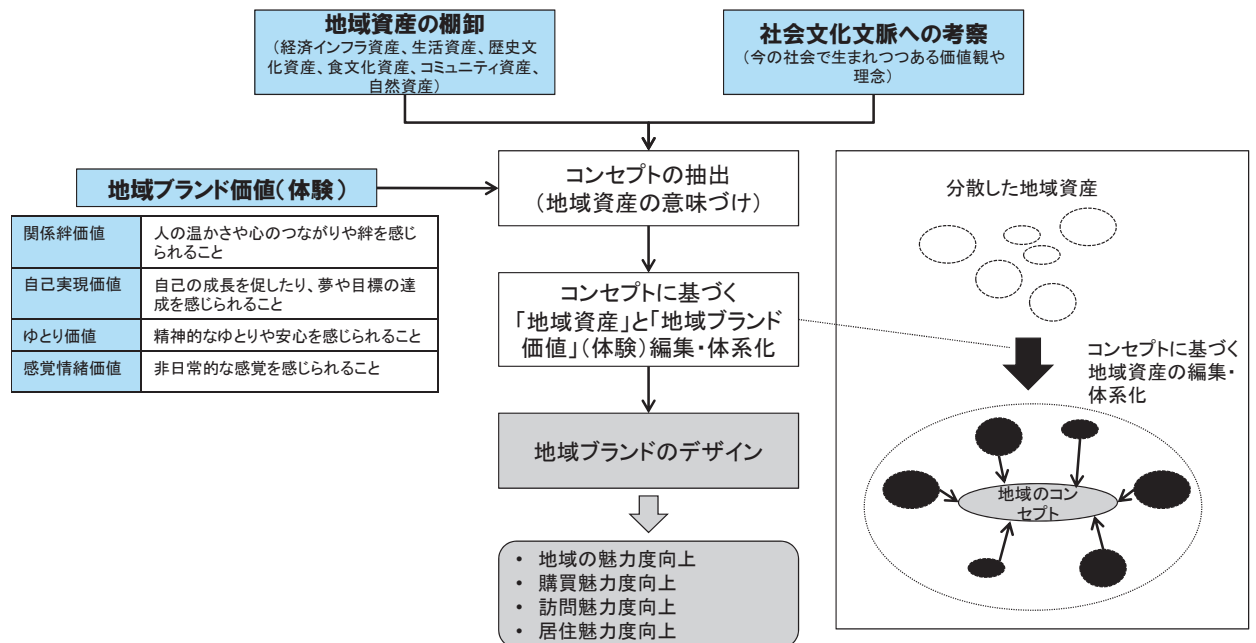 地域資産の棚卸
(経済インフラ資産、生活資産、歴史文
化資産、食文化資産、コミュニティ資産、
自然資産)
社会文化文脈への考察
(今の社会で生まれつつある価値観や
理念)
コンセプトの抽出
(地域資産の意味づけ)
地域ブランド価値(体験)
関係絆価値
人の温かさや心のつながりや絆を感じ
られること
自己実現価値
自己の成長を促したり、夢や目標の達
成を感じられること
ゆとり価値
精神的なゆとりや安心を感じられること
感覚情緒価値
非日常的な感覚を感じられること
コンセプトに基づく
「地域資産」と「地域ブランド
価値」(体験)編集・体系化
地域ブランドのデザイン
• 地域の魅力度向上
• 購買魅力度向上
• 訪問魅力度向上
• 居住魅力度向上
分散した地域資産
コンセプトに基づく
地域資産の編集・
体系化
地域のコン
セプト